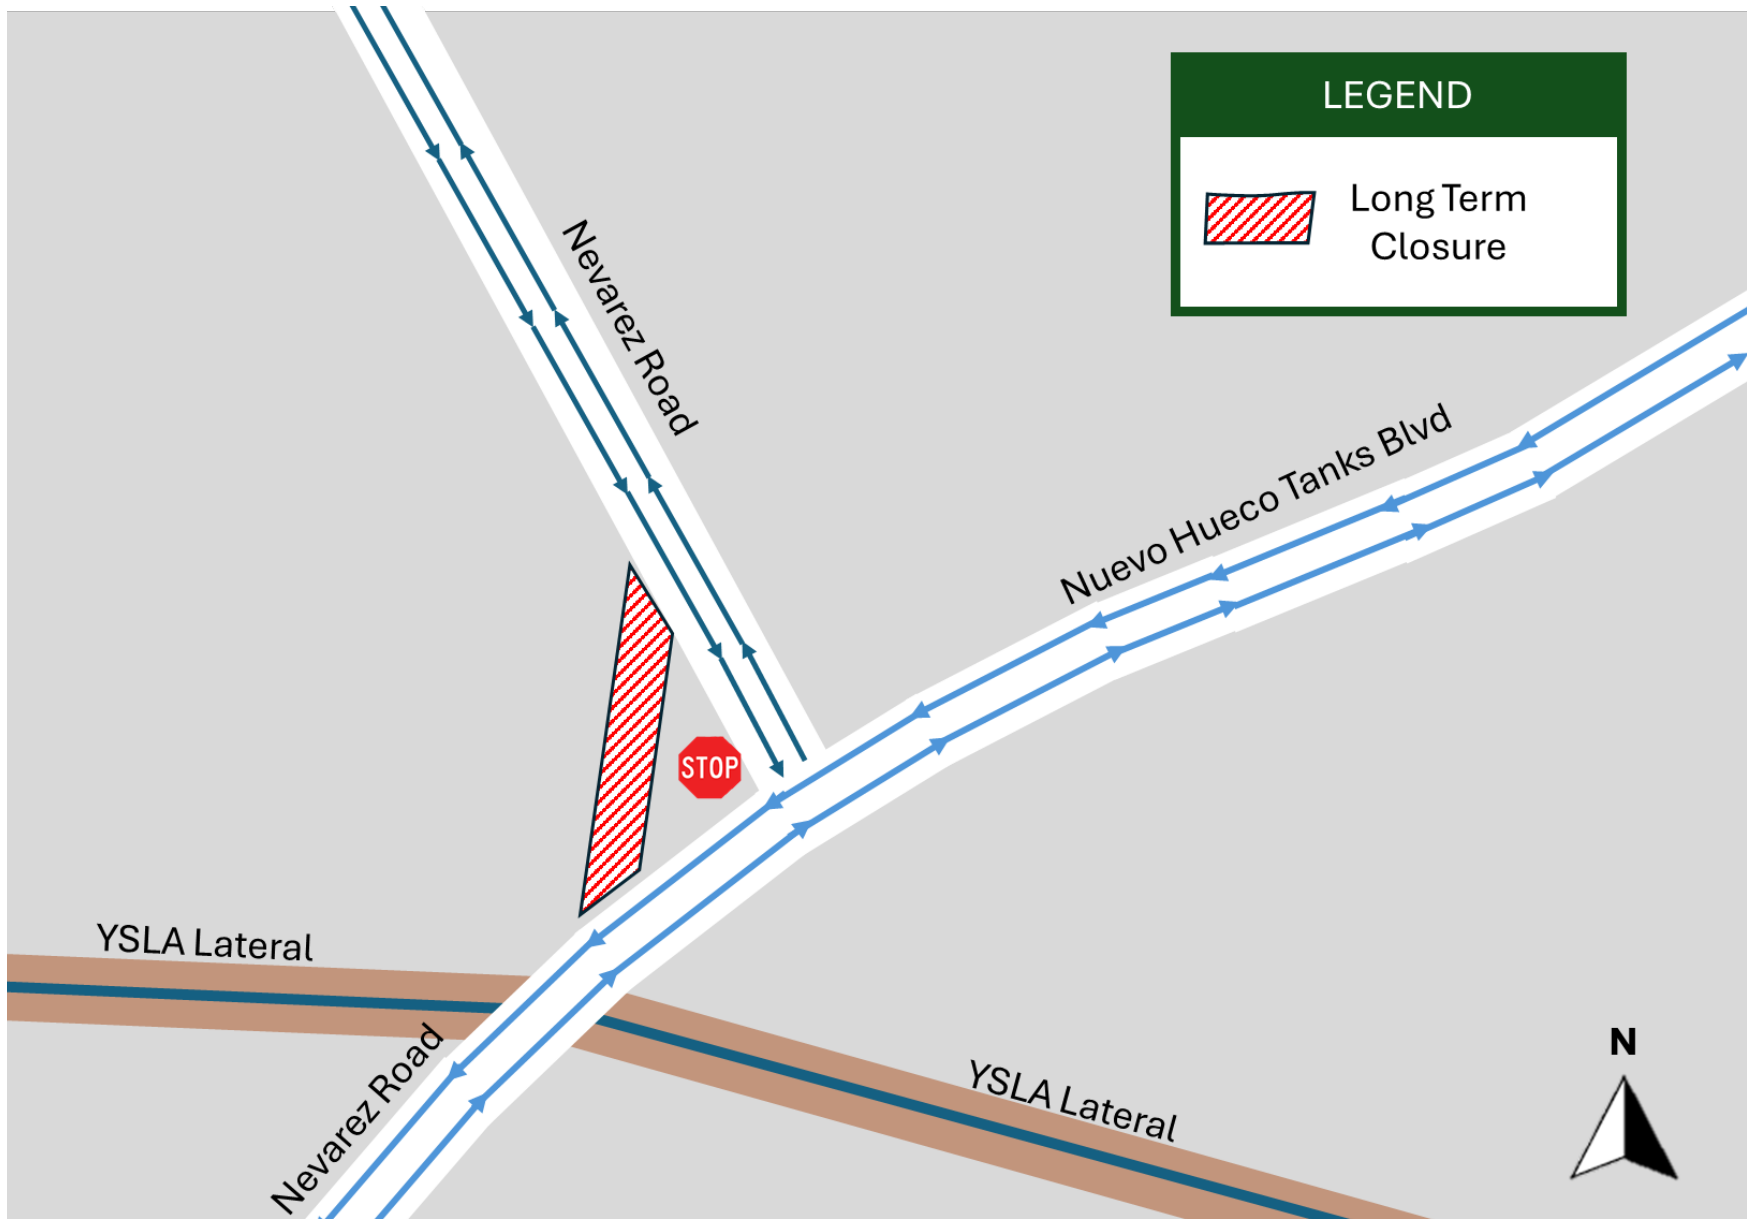 LEGEND
Long Term
Closure
Nevarez Road
Nuevo Hueco Tanks Blvd
STOP
YSLA Lateral
Nevarez Road
YSLA Lateral
N